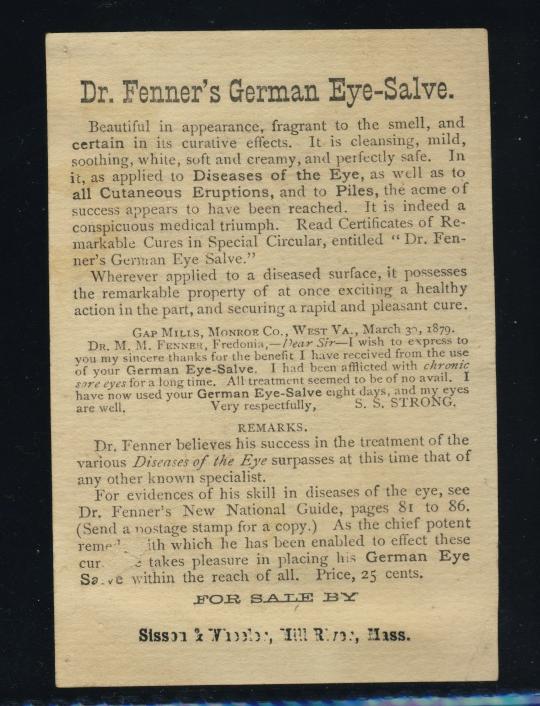 Dr. Fenner's German Eye-Salve.
Beautiful in appearance, fragrant to the smell, and
certain in its curative effects. It is cleansing, mild,
soothing, white, soft and creamy, and perfectly safe. In
it, as applied to Diseases of the Eye, as well as to
all Cutaneous Eruptions, and to Piles, the acme of
success appears to have been reached. It is indeed a
conspicuous medical triumph. Read Certificates of Re-
markable Cures in Special Circular, entitled "Dr. Fen-
ner's German Eye Salve."
Wherever applied to a diseased surface, it possesses
the remarkable property of at once exciting a healthy
action in the part, and securing a rapid and pleasant cure.
GAP MILLS, MONROE CO., WEST VA., March 30, 1879.
DR. M. M. FENNER, Fredonia,—Dear Sir—I wish to express to
you my sincere thanks for the benefit I have received from the use
of your German Eye-Salve. I had been afflicted with chronic
sore eyes for a long time. All treatment seemed to be of no avail. I
have now used your German Eye-Salve eight days, and my eyes
are well. Very respectfully, S. S. STRONG.
REMARKS.
Dr. Fenner believes his success in the treatment of the
various Diseases of the Eye surpasses at this time that of
any other known specialist.
For evidences of his skill in diseases of the eye, see
Dr. Fenner's New National Guide, pages 81 to 86.
(Send a postage stamp for a copy.) As the chief potent
which he has been enabled to effect these
takes pleasure in placing his German Eye
Salve within the reach of all. Price, 25 cents.
FOR SALE BY
Sisson & Wheeler, Mill River, Mass.